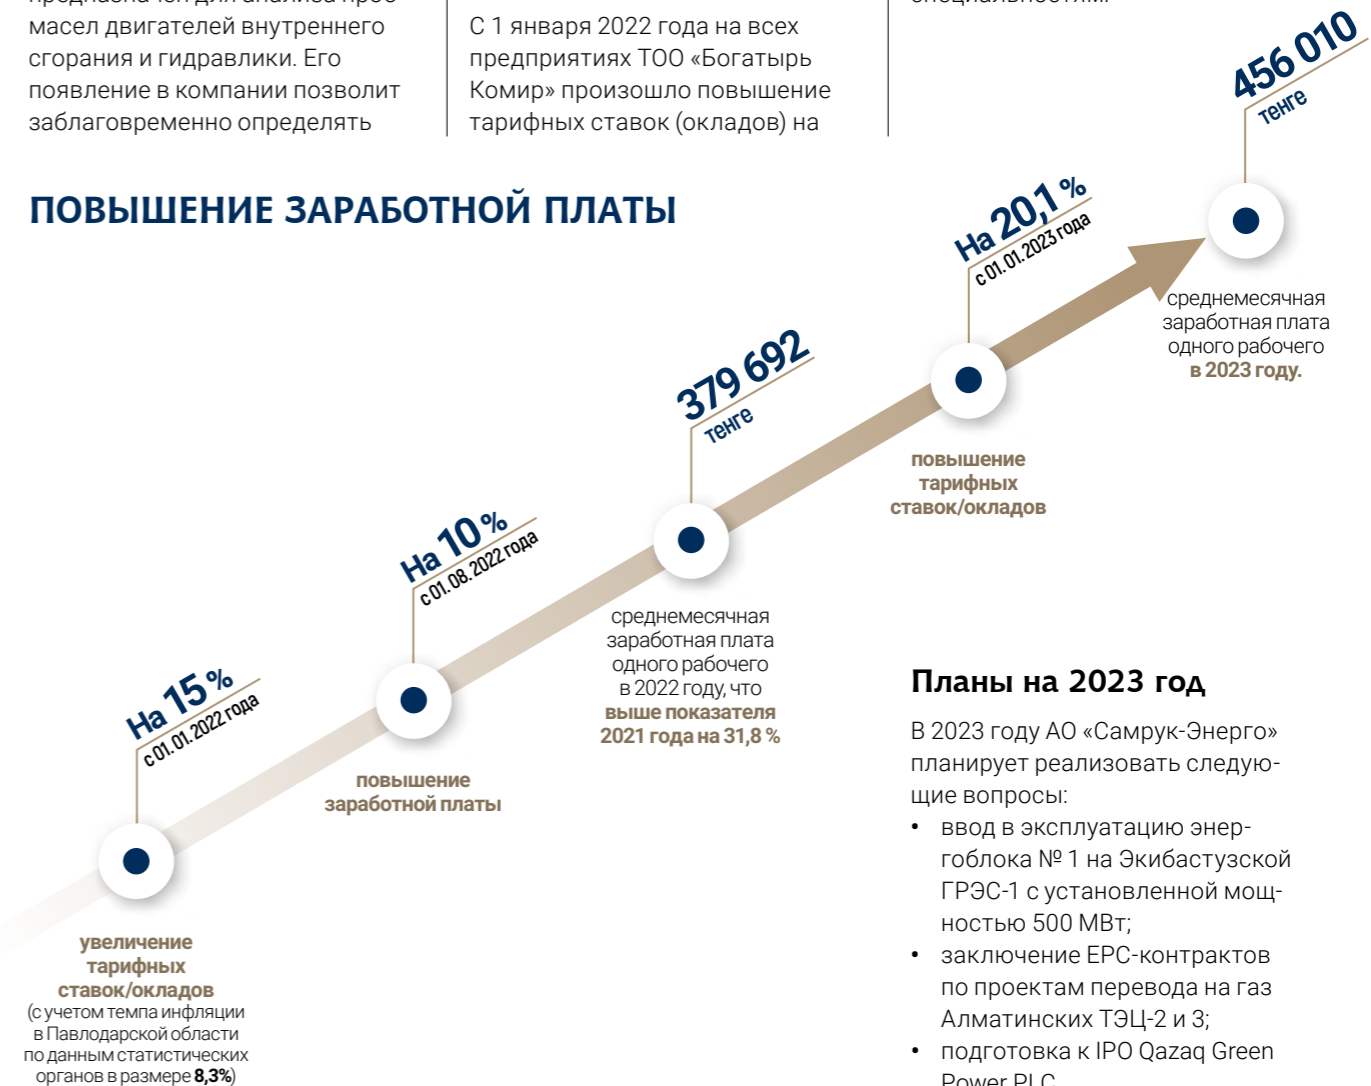 масел двигателей внутреннего
сгорания и гидравлики. Его
появление в компании позволит
заблаговременно определять
С 1 января 2022 года на всех
предприятиях ТОО «Богатырь
Комир» произошло повышение
тарифных ставок (окладов) на
ПОВЫШЕНИЕ ЗАРАБОТНОЙ ПЛАТЫ
На 15 %
с 01.01.2022 года
увеличение
тарифных
ставок/окладов
(с учетом темпа инфляции
в Павлодарской области
по данным статистических
органов в размере 8,3%)
На 10 %
с 01.08.2022 года
повышение
заработной платы
379 692
тенге
среднемесячная
заработная плата
одного рабочего
в 2022 году, что
выше показателя
2021 года на 31,8 %
На 20,1 %
с 01.01.2023 года
повышение
тарифных
ставок/окладов
456 010
тенге
среднемесячная
заработная плата
одного рабочего
в 2023 году.
Планы на 2023 год
В 2023 году АО «Самрук-Энерго»
планирует реализовать следую-
щие вопросы:
• ввод в эксплуатацию энер-
гоблока № 1 на Экибастузской
ГРЭС-1 с установленной мощ-
ностью 500 МВт;
• заключение EPC-контрактов
по проектам перевода на газ
Алматинских ТЭЦ-2 и 3;
• подготовка к IPO Qazaq Green
Power PLC